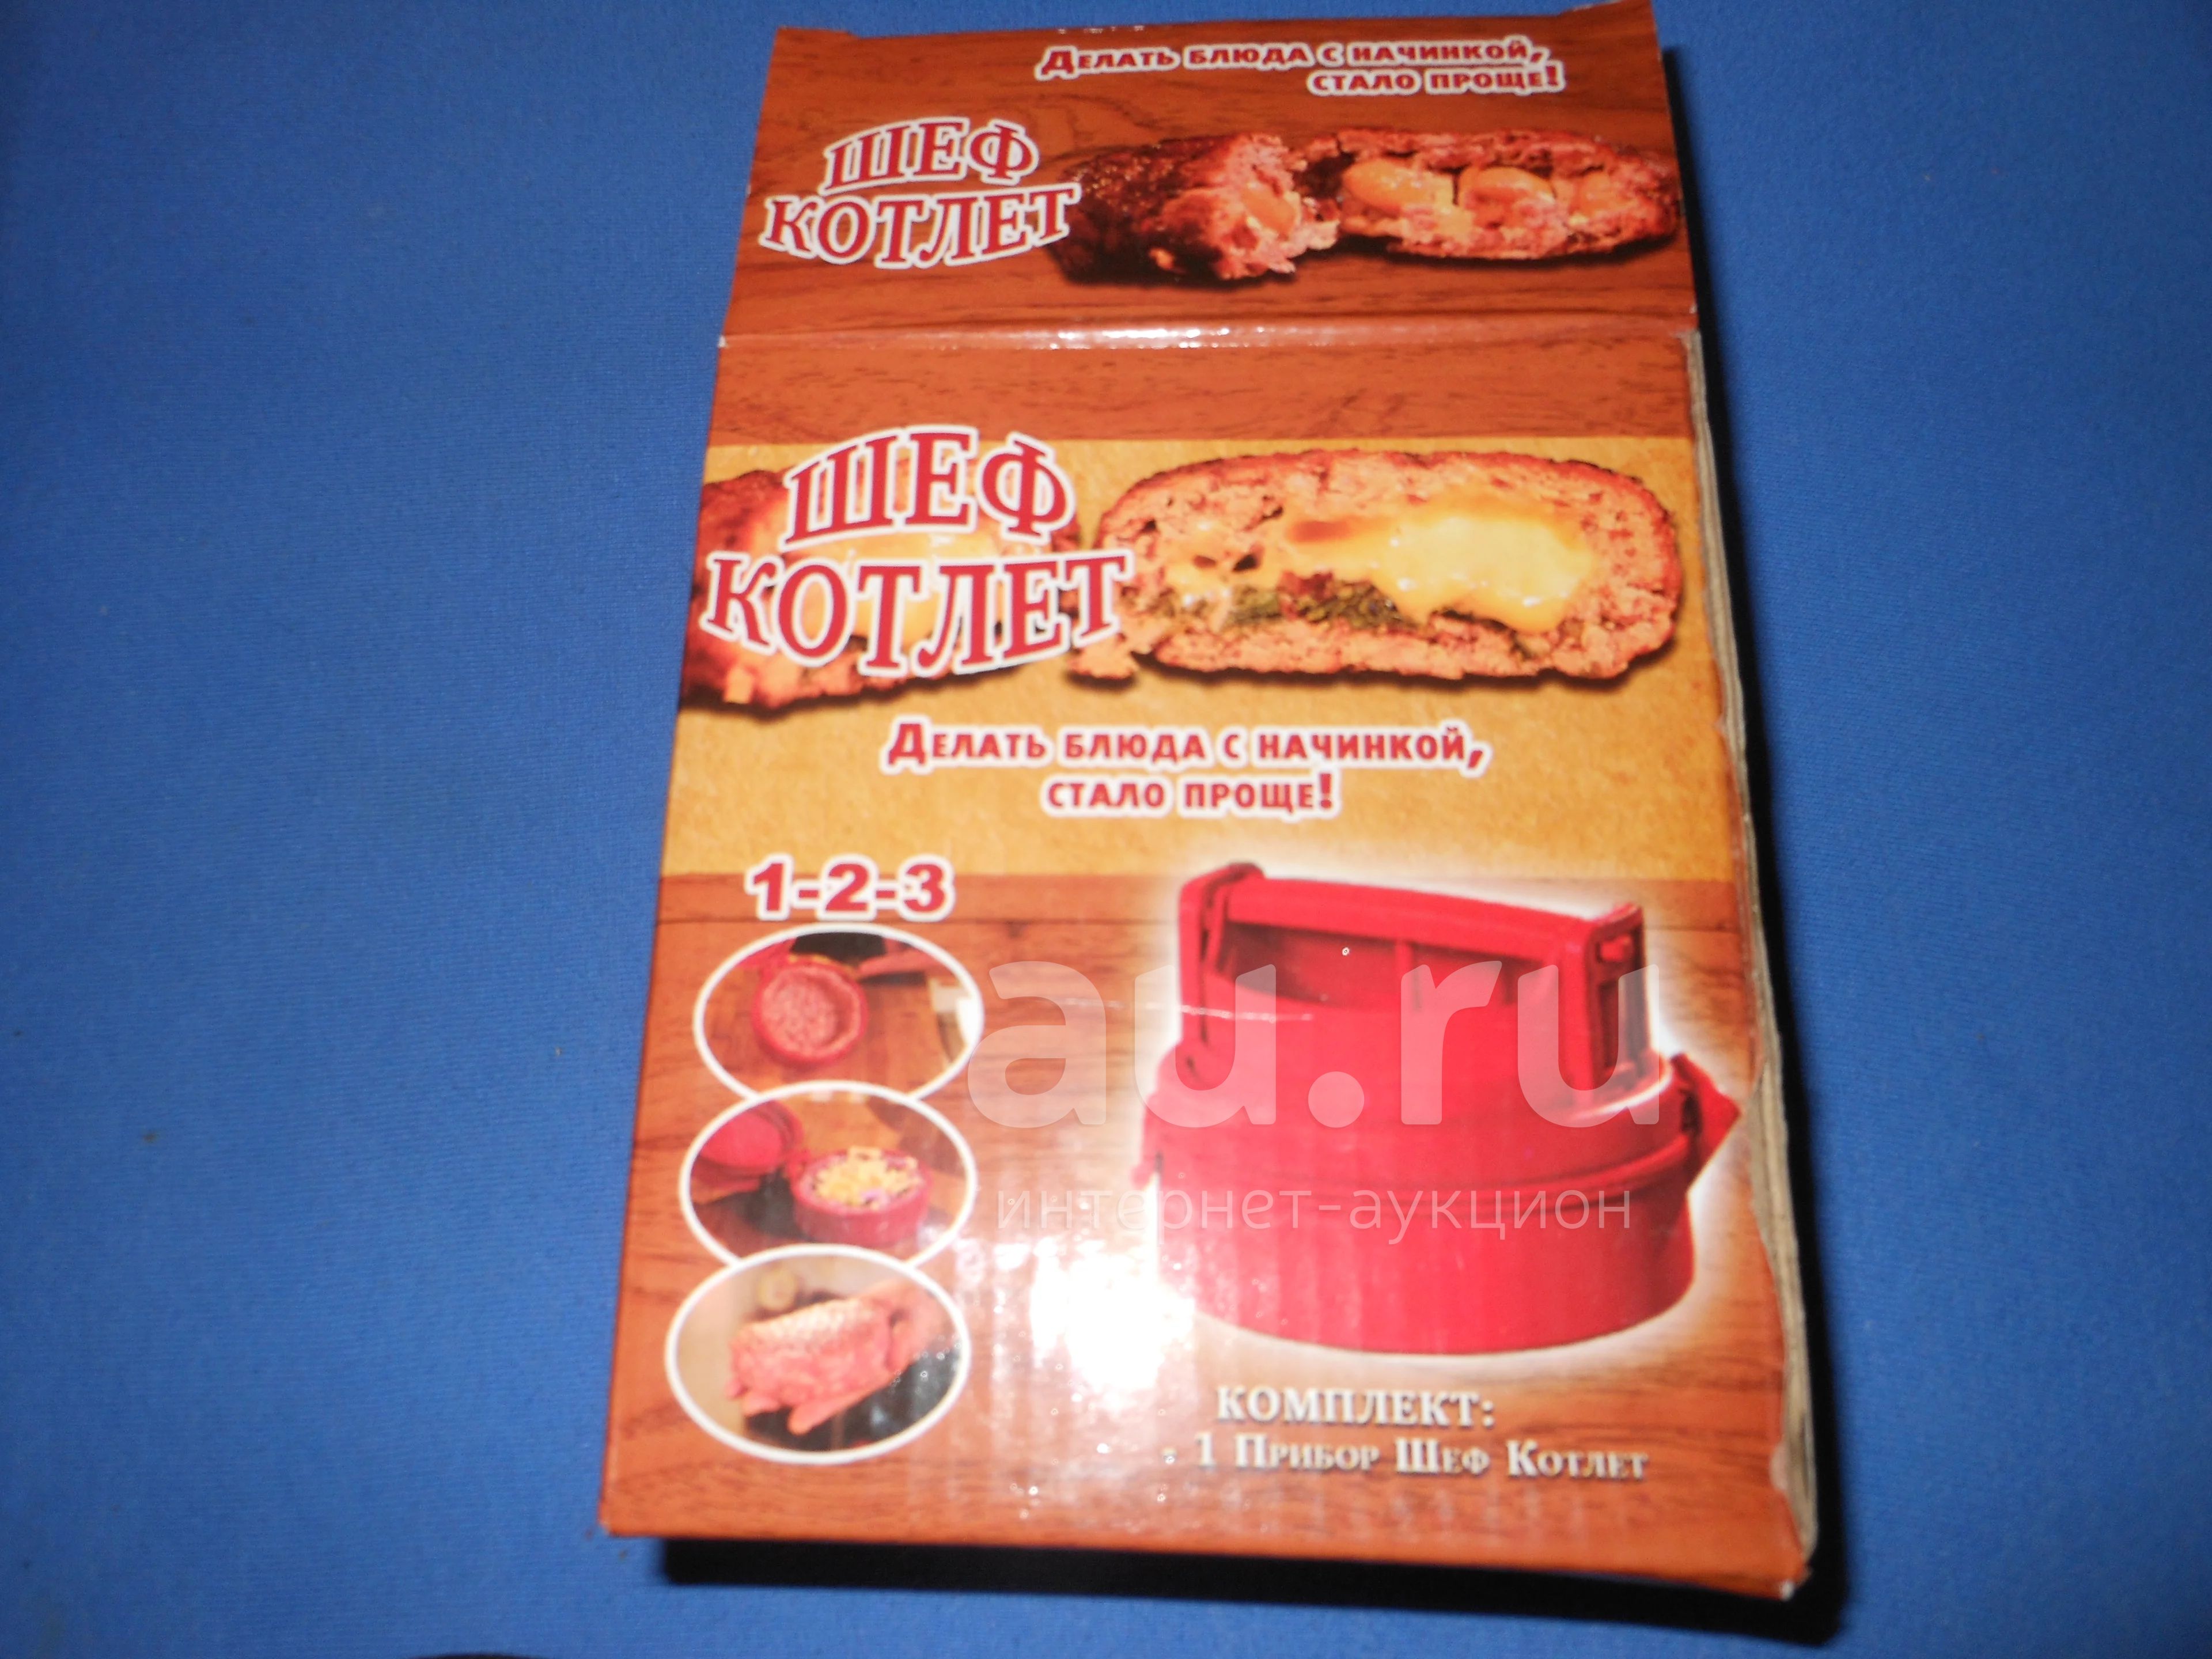 Делать блюда с начинкой,
стало проще!
ШЕФ
КОТЛЕТ
ШЕФ
КОТЛЕТ
Делать блюда с начинкой,
стало проще!
1-2-3
au.ru
интернет-аукцион
КОМПЛЕКТ:
- 1 Прибор Шеф Котлет